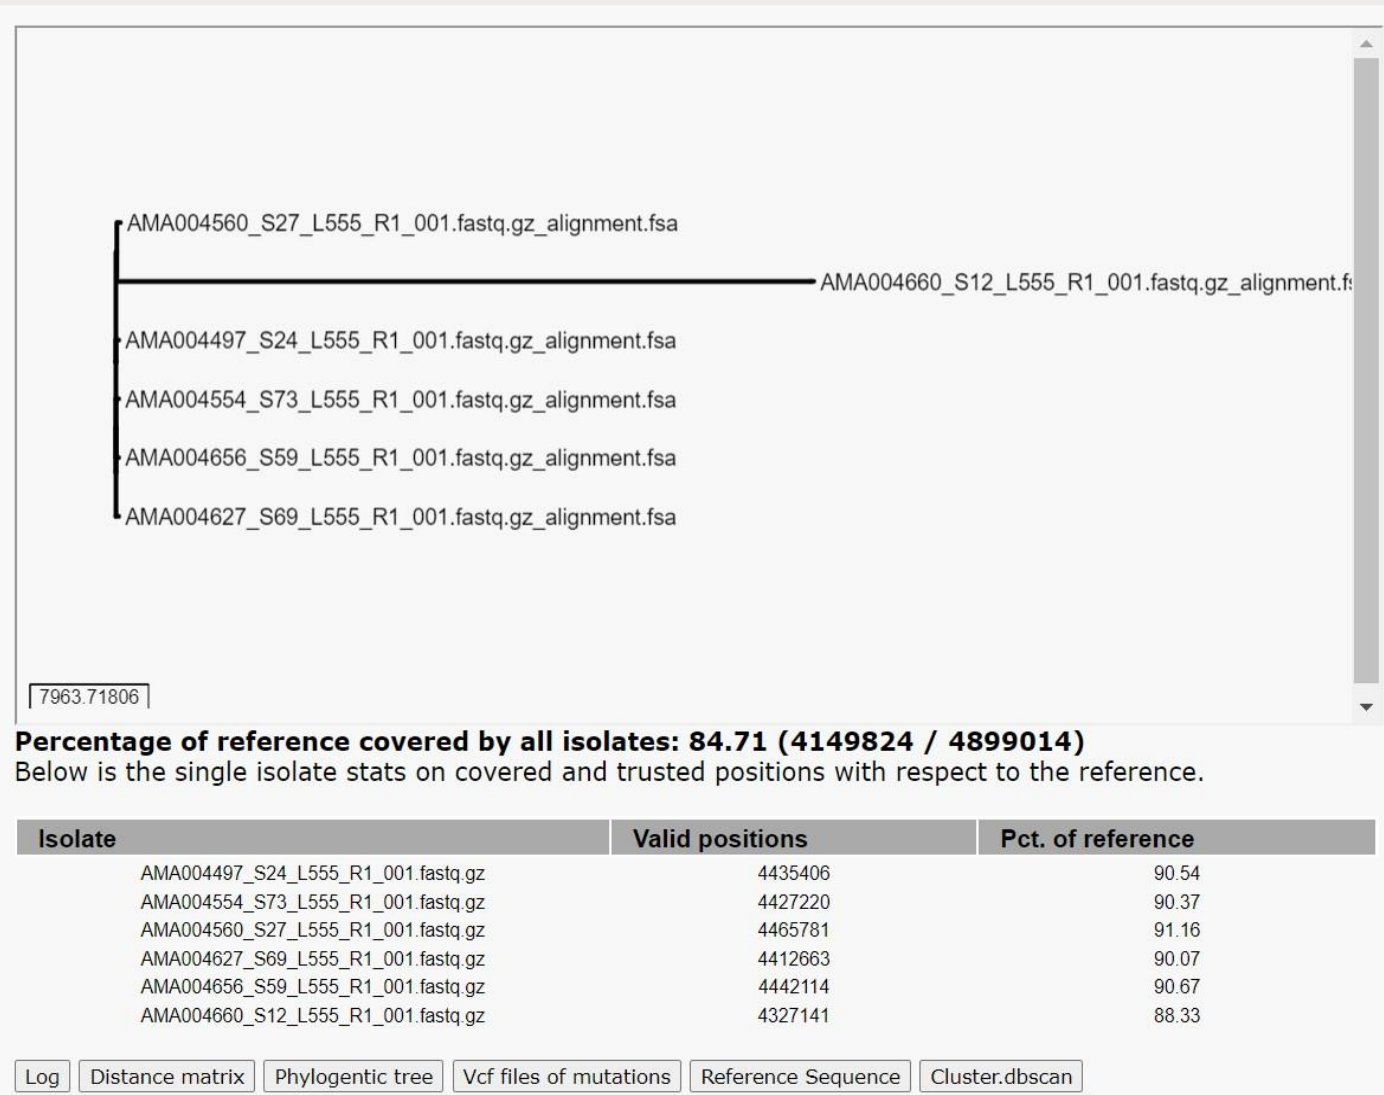 AMA004560_S27_L555_R1_001.fastq.gz_alignment.fsa
AMA004660_S12_L555_R1_001.fastq.gz_alignment.f
AMA004497_S24_L555_R1_001.fastq.gz_alignment.fsa
AMA004554_S73_L555_R1_001.fastq.gz_alignment.fsa
AMA004656_S59_L555_R1_001.fastq.gz_alignment.fsa
AMA004627_S69_L555_R1_001.fastq.gz_alignment.fsa
7963.71806
Percentage of reference covered by all isolates: 84.71 (4149824 / 4899014)
Below is the single isolate stats on covered and trusted positions with respect to the reference.
Isolate Valid positions Pct. of reference
AMA004497_S24_L555_R1_001.fastq.gz 4435406 90.54
AMA004554_S73_L555_R1_001.fastq.gz 4427220 90.37
AMA004560_S27_L555_R1_001.fastq.gz 4465781 91.16
AMA004627_S69_L555_R1_001.fastq.gz 4412663 90.07
AMA004656_S59_L555_R1_001.fastq.gz 4442114 90.67
AMA004660_S12_L555_R1_001.fastq.gz 4327141 88.33
Log Distance matrix Phylogentic tree Vcf files of mutations Reference Sequence Cluster.dbscan